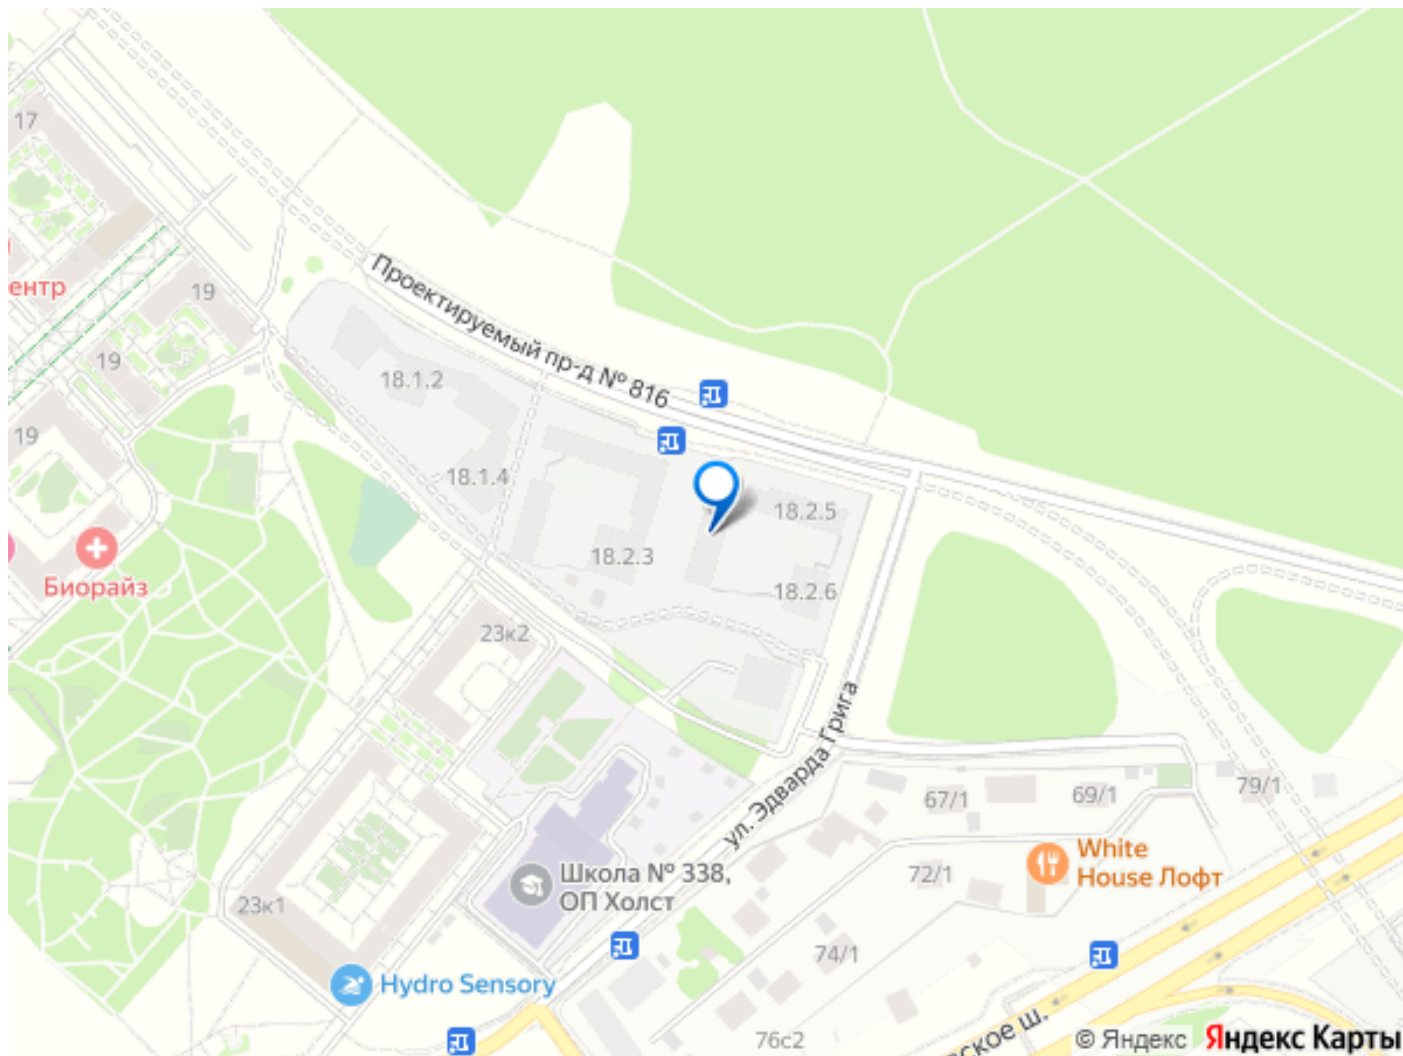 17
ентр
19
19
19
Проектируемый пр-д № 816
18.1.2
18.1.4
18.2.3
18.2.5
18.2.6
Биорайз
23к2
23к1
ул. Эдварда Грига
Школа № 338,
ОП Холст
Hydro Sensory
67/1
69/1
79/1
72/1
74/1
76с2
White
House Лофт
ское ш.
© Яндекс Яндекс Карты